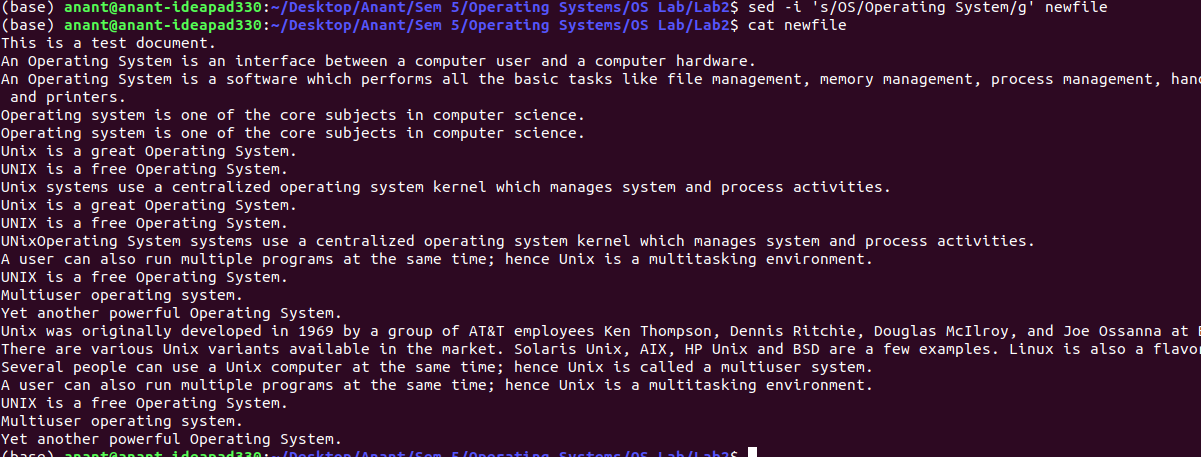 (base) anant@anant-ideapad330:~/Desktop/Anant/Sem 5/Operating Systems/OS Lab/Lab2$ sed -i 's/OS/Operating System/g' newfile
(base) anant@anant-ideapad330:~/Desktop/Anant/Sem 5/Operating Systems/OS Lab/Lab2$ cat newfile
This is a test document.
An Operating System is an interface between a computer user and a computer hardware.
An Operating System is a software which performs all the basic tasks like file management, memory management, process management,
and printers.
Operating system is one of the core subjects in computer science.
Operating system is one of the core subjects in computer science.
Unix is a great Operating System.
UNIX is a free Operating System.
Unix systems use a centralized operating system kernel which manages system and process activities.
Unix is a great Operating System.
UNIX is a free Operating System.
UNixOperating System systems use a centralized operating system kernel which manages system and process activities.
A user can also run multiple programs at the same time; hence Unix is a multitasking environment.
UNIX is a free Operating System.
Multiuser operating system.
Yet another powerful Operating System.
Unix was originally developed in 1969 by a group of AT&T employees Ken Thompson, Dennis Ritchie, Douglas McIlroy, and Joe Ossanna at
There are various Unix variants available in the market. Solaris Unix, AIX, HP Unix and BSD are a few examples. Linux is also a
Several people can use a Unix computer at the same time; hence Unix is called a multiuser system.
A user can also run multiple programs at the same time; hence Unix is a multitasking environment.
UNIX is a free Operating System.
Multiuser operating system.
Yet another powerful Operating System.
(base) anant@anant-ideapad330:~/Desktop/Anant/Sem 5/Operating Systems/OS Lab/Lab2$